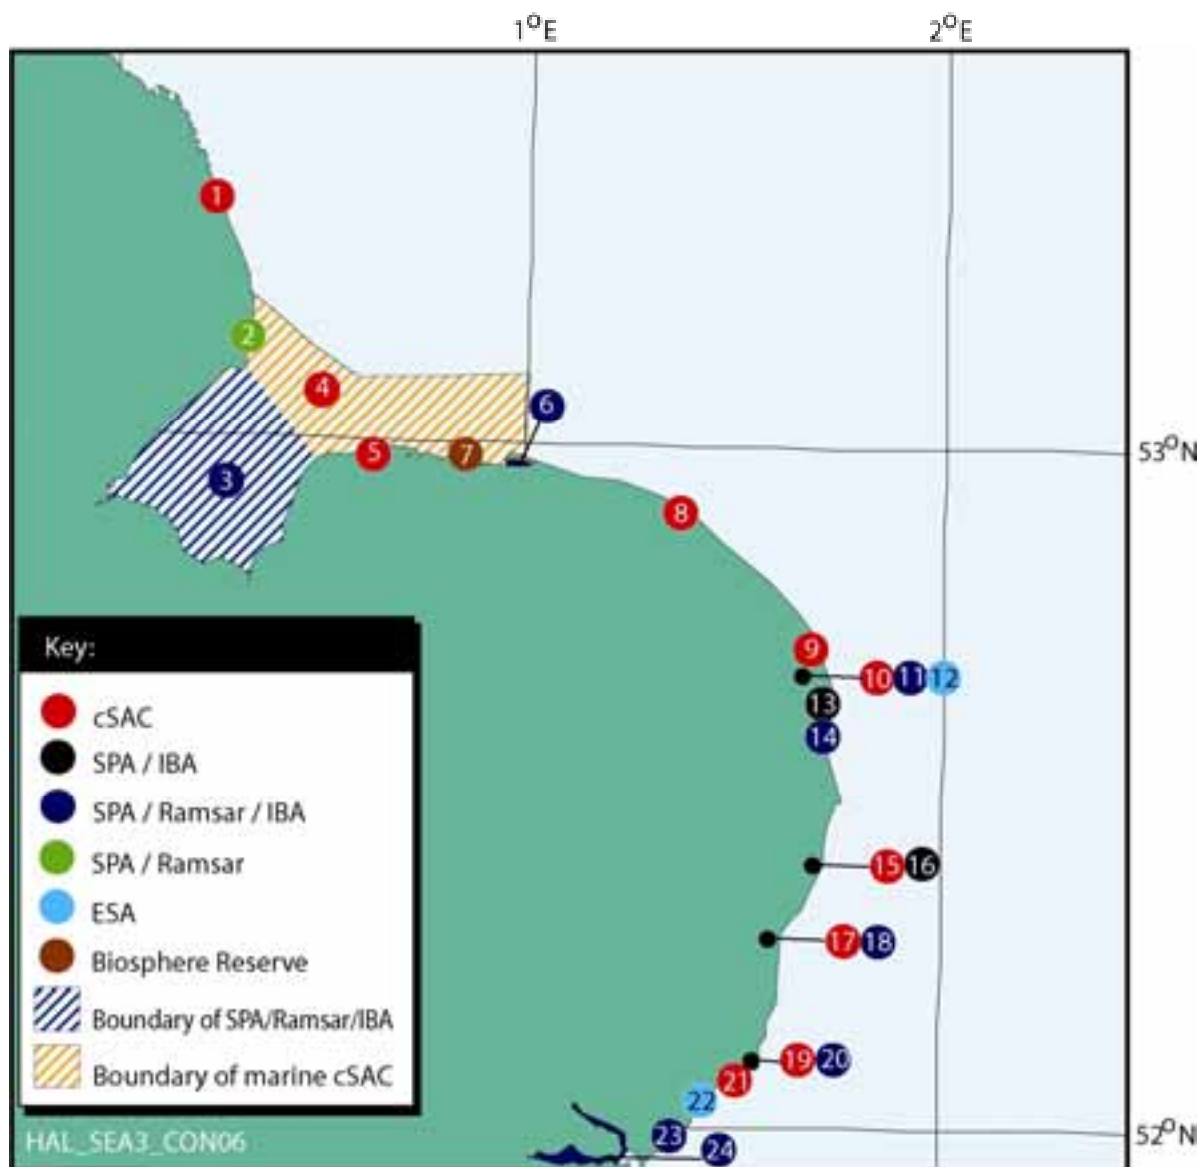 1°E 2°E
1
2
4
6
5 7
53°N
3
8
9
10 11 12
13
14
15 16
17 18
19 20
21
22
23
24
52°N
Key:
cSAC
SPA / IBA
SPA / Ramsar / IBA
SPA / Ramsar
ESA
Biosphere Reserve
Boundary of SPA/Ramsar/IBA
Boundary of marine cSAC
HAL_SEA3_CON06